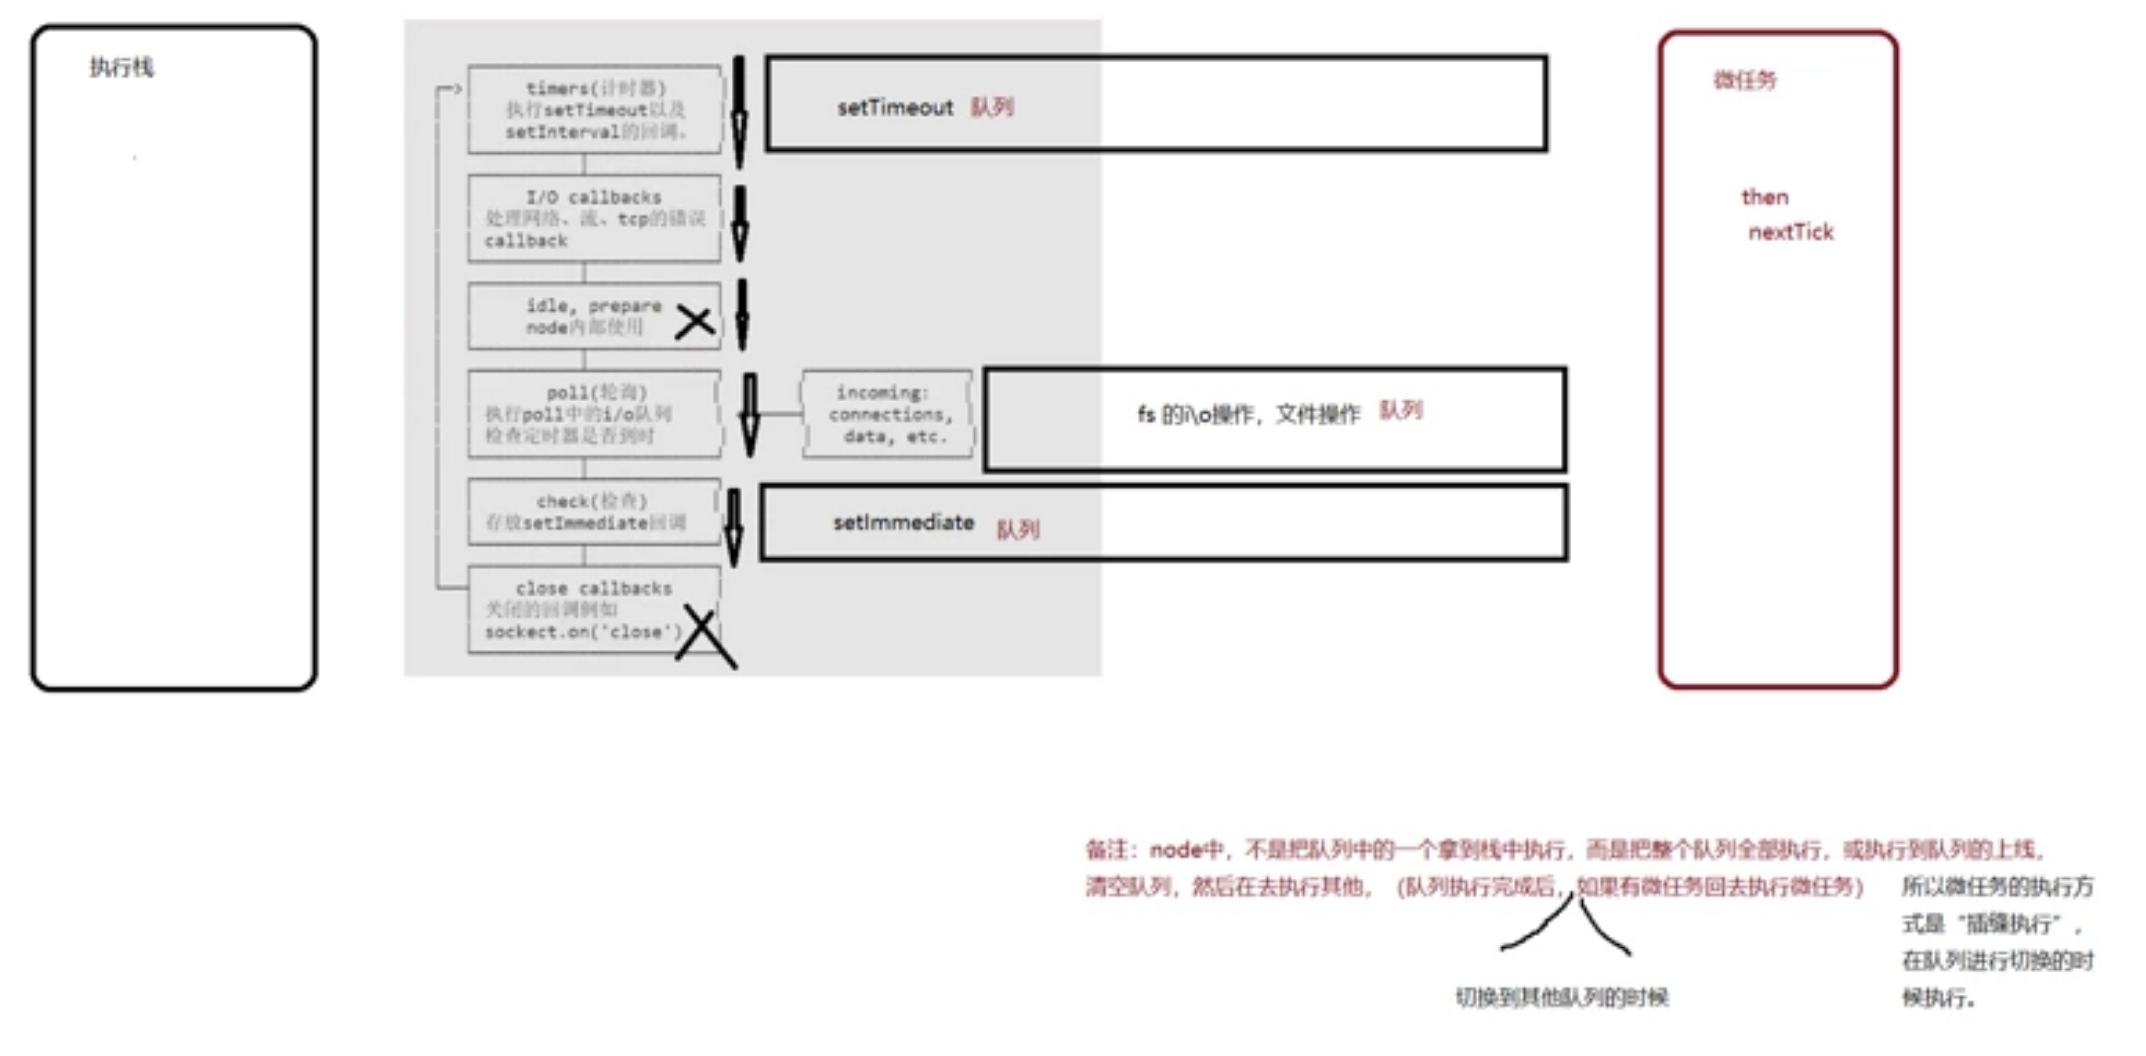 执行栈
timers(计时器)
执行setTimeout以及
setInterval的回调。
setTimeout 队列
I/O callbacks
处理网络、流、tcp的错误
callback
idle, prepare
node内部使用
poll(轮询)
执行poll中的i/o队列
检查定时器是否到时
incoming:
connections,
data, etc.
fs 的i\o操作，文件操作 队列
check(检查)
存放setImmediate回调
setImmediate 队列
close callbacks
关闭的回调例如
sockect.on('close')
微任务
then
nextTick
备注：node中，不是把队列中的一个拿到栈中执行，而是把整个队列全部执行，或执行到队列的上线，
清空队列，然后在去执行其他，（队列执行完成后，如果有微任务回去执行微任务）
切换到其他队列的时候
所以微任务的执行方
式是“插缝执行”，
在队列进行切换的时
候执行。